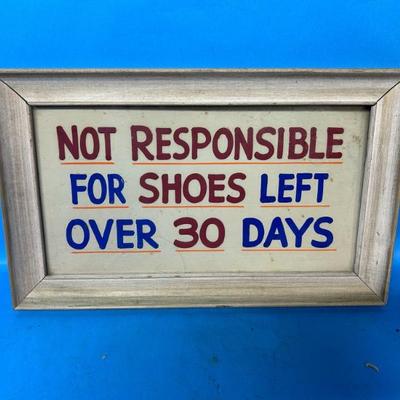 NOT RESPONSIBLE
FOR SHOES LEFT
OVER 30 DAYS